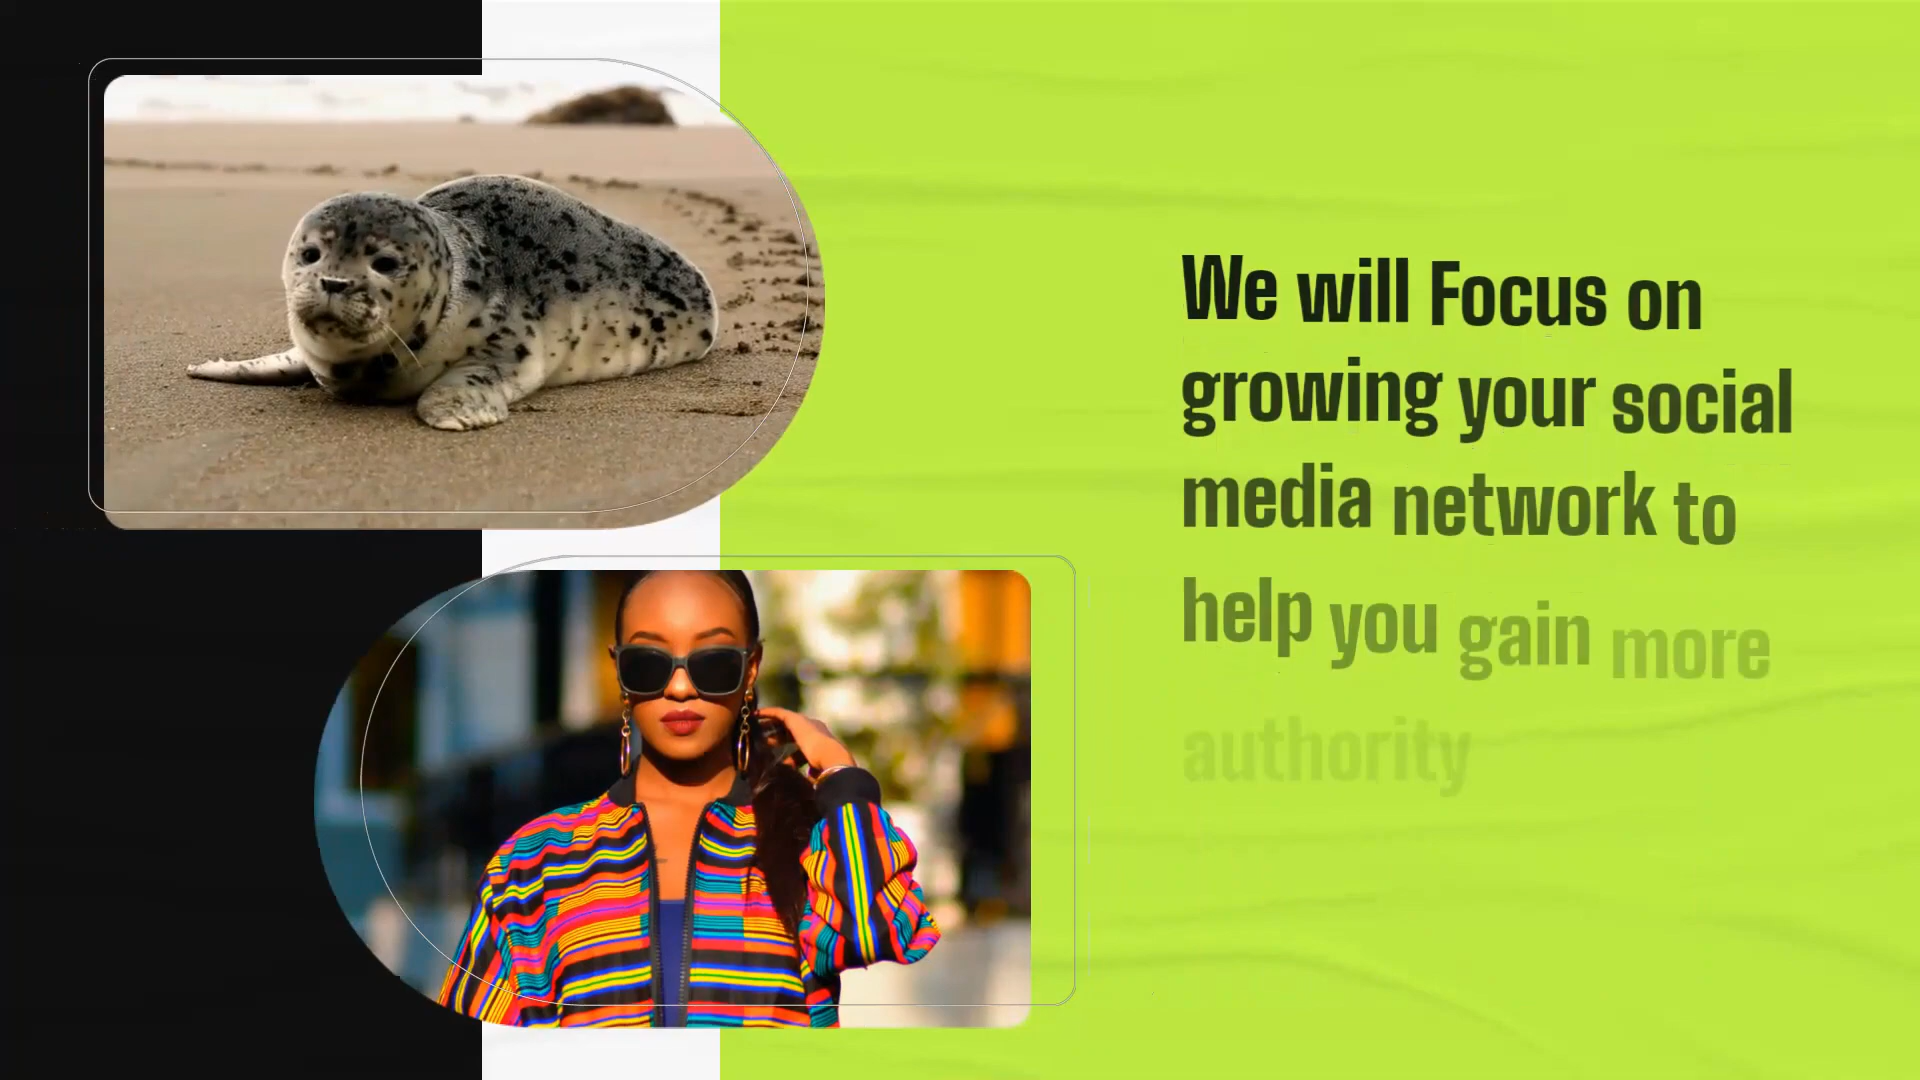 We will Focus on
growing your social
media network to
help you gain more
authority